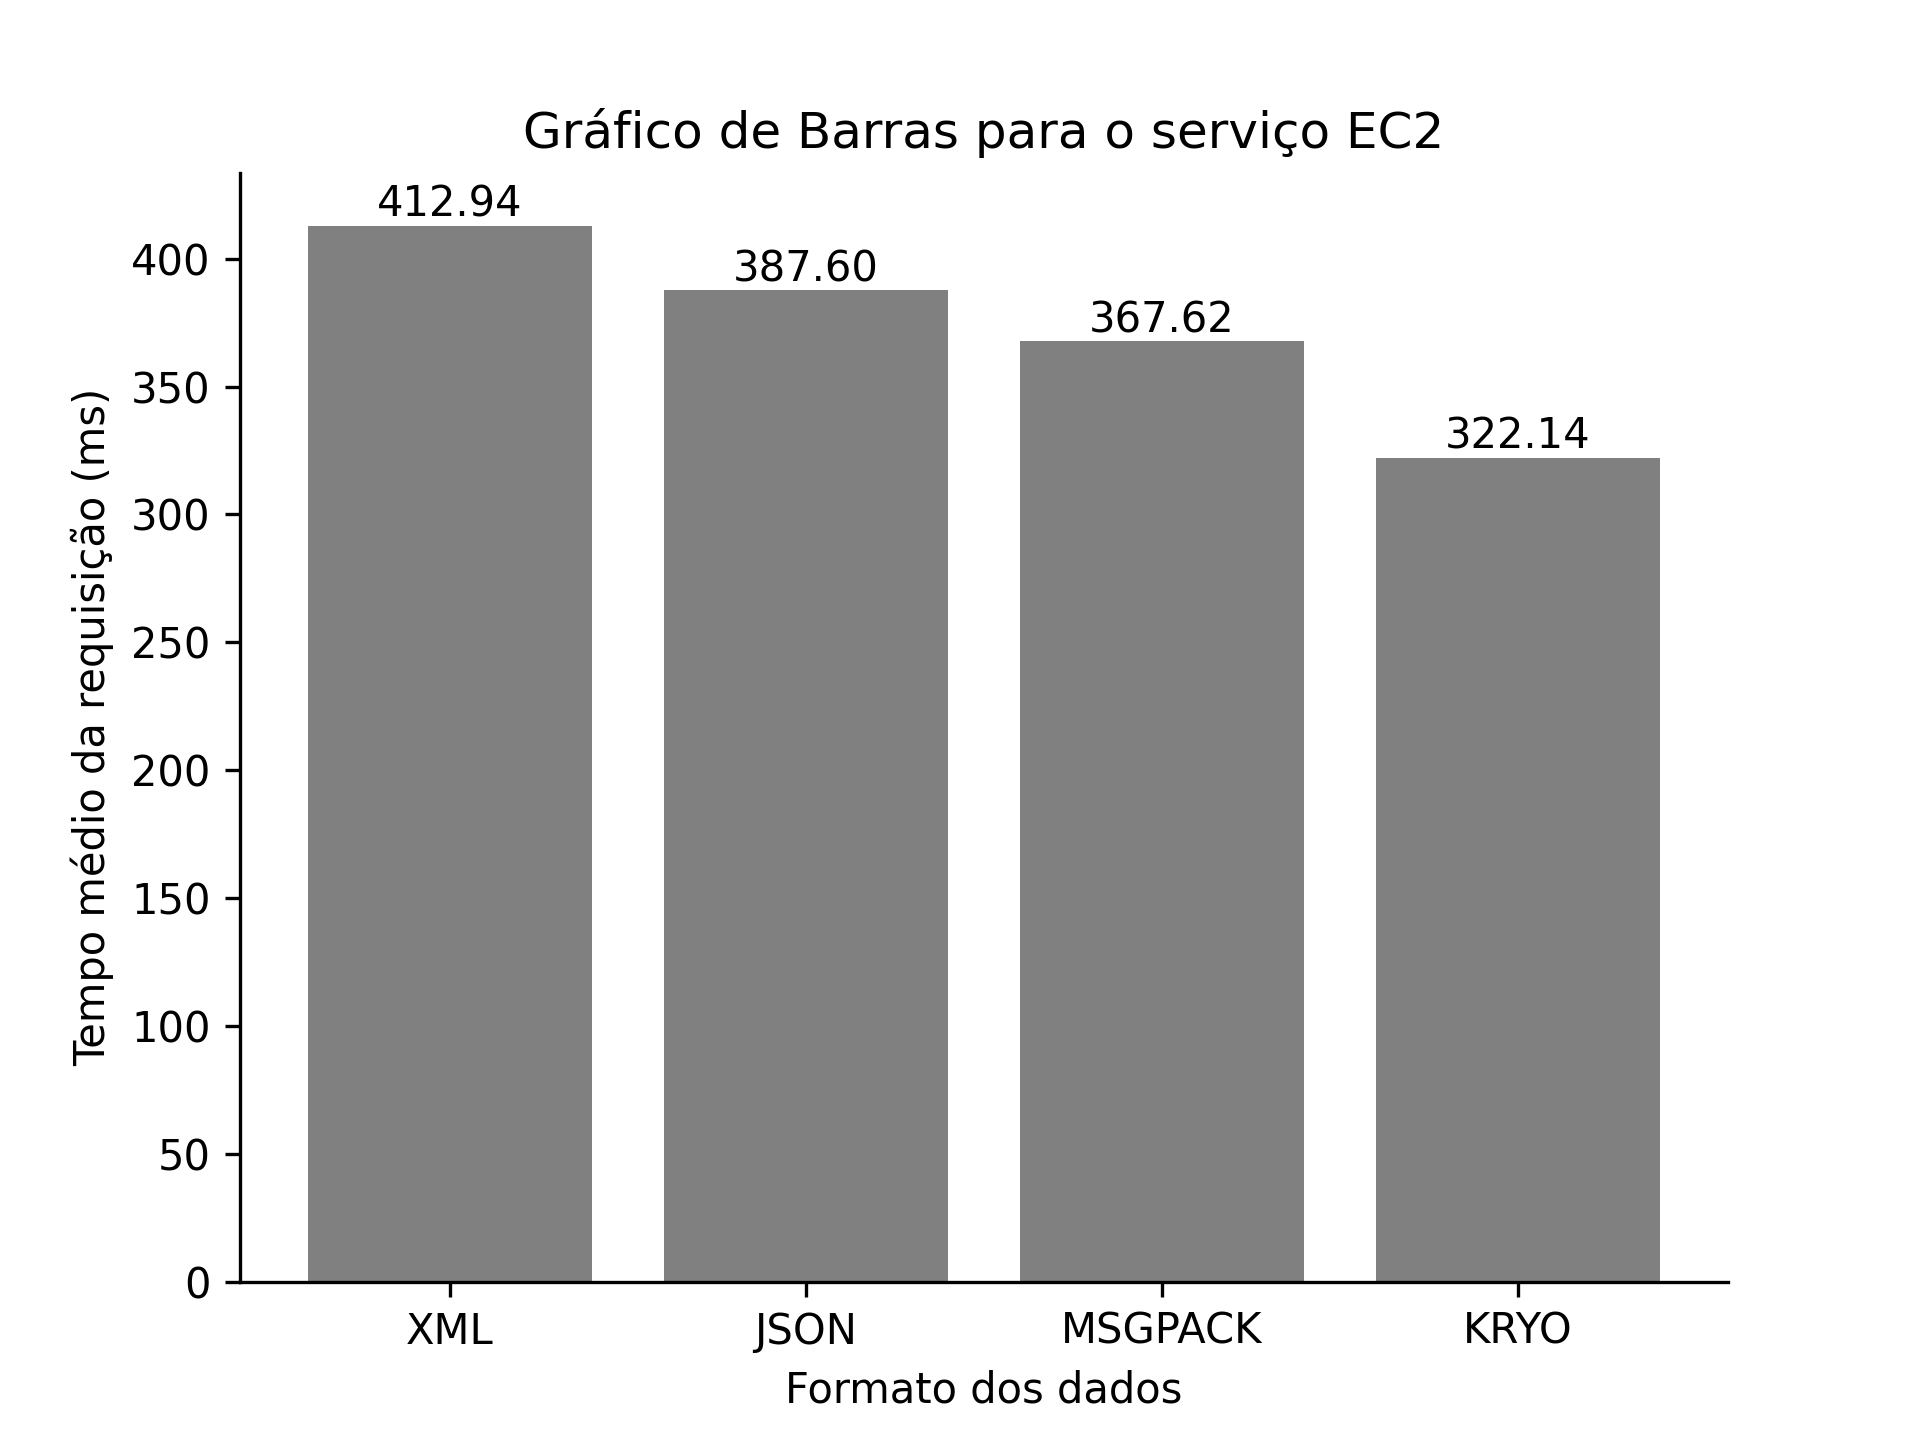 Gráfico de Barras para o serviço EC2
412.94
387.60
367.62
322.14
400
350
300
250
200
150
100
50
0
Tempo médio da requisição (ms)
XML
JSON
MSGPACK
KRYO
Formato dos dados